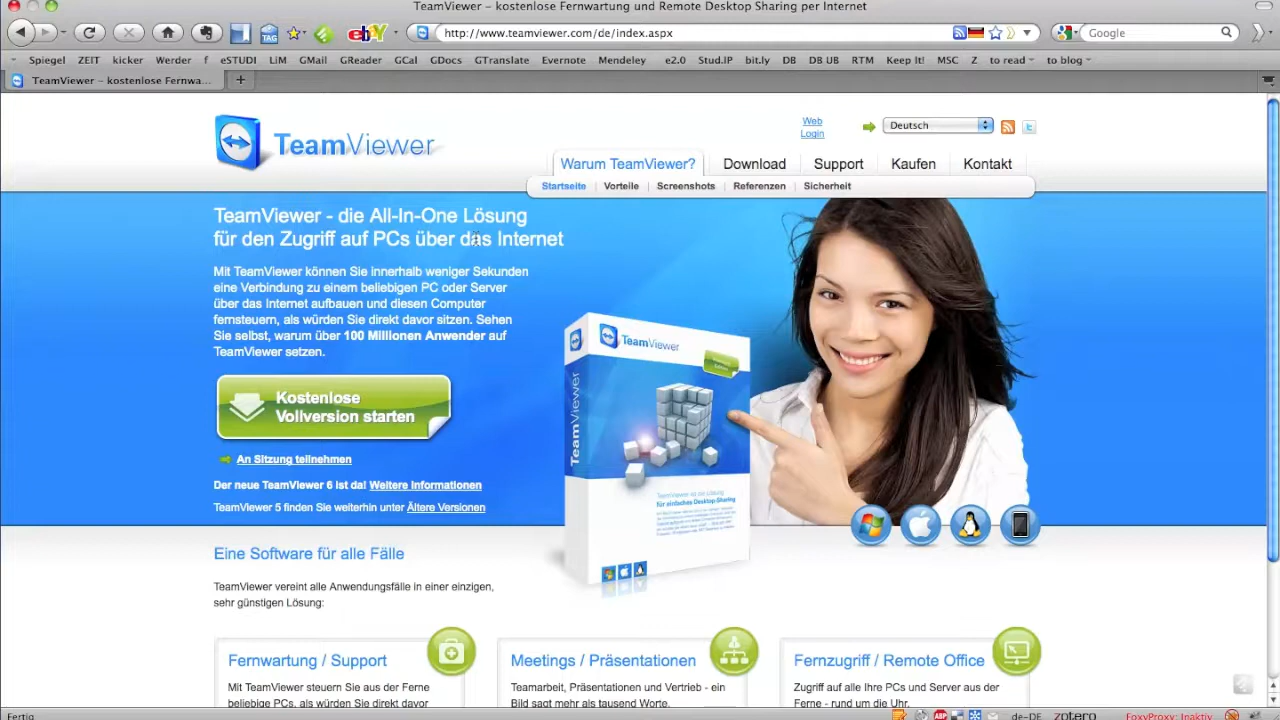 TeamViewer – kostenlose Fernwartung und Remote Desktop Sharing per Internet
ebY
http://www.teamviewer.com/de/index.aspx
Google
Spiegel ZEIT kicker Werder f eSTUDI LiM GMail GReader GCal GDocs GTranslate Evernote Mendeley e2.0 Stud.IP bit.ly DB DB UB RTM Keep It! MSC Z to read to blog
TeamViewer – kostenlose Fernwa...
TeamViewer
Web Login
Deutsch
Warum TeamViewer? Download Support Kaufen Kontakt
Startseite Vorteile Screenshots Referenzen Sicherheit
TeamViewer - die All-In-One Lösung
für den Zugriff auf PCs über das Internet
Mit TeamViewer können Sie innerhalb weniger Sekunden
eine Verbindung zu einem beliebigen PC oder Server
über das Internet aufbauen und diesen Computer
fernsteuern, als würden Sie direkt davor sitzen. Sehen
Sie selbst, warum über 100 Millionen Anwender auf
TeamViewer setzen.
Kostenlose
Vollversion starten
An Sitzung teilnehmen
Der neue TeamViewer 6 ist da! Weitere Informationen
TeamViewer 5 finden Sie weiterhin unter Ältere Versionen
TeamViewer
TeamViewer
TeamViewer ist die Lösung
für einfaches Desktop-Sharing
Eine Software für alle Fälle
TeamViewer vereint alle Anwendungsfälle in einer einzigen,
sehr günstigen Lösung:
Fernwartung / Support
Mit TeamViewer steuern Sie aus der Ferne
beliebige PCs, als würden Sie direkt davor
Meetings / Präsentationen
Teamarbeit, Präsentationen und Vertrieb - ein
Bild sagt mehr als tausend Worte.
Fernzugriff / Remote Office
Zugriff auf alle Ihre PCs und Server aus der
Ferne - rund um die Uhr.
Fertig
ABP
de-DE zotero FoxyProxy: Inaktiv